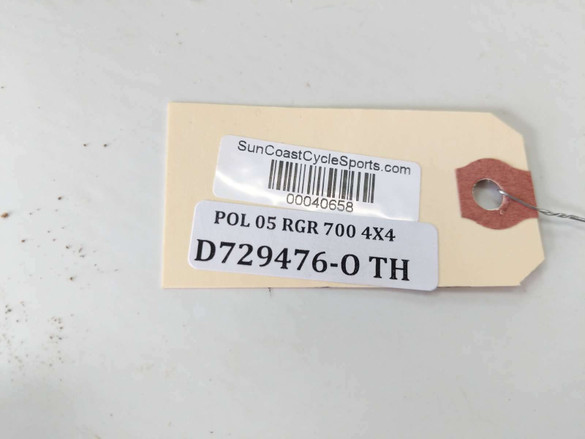 SunCoastCycleSports.com
00040658
POL 05 RGR 700 4X4
D729476-O TH